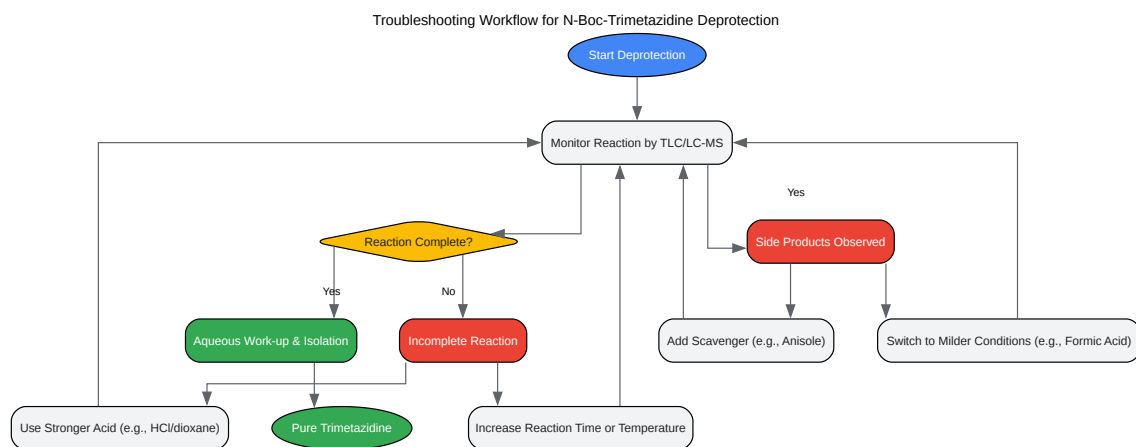 Troubleshooting Workflow for N-Boc-Trimetazidine Deprotection
Start Deprotection
Monitor Reaction by TLC/LC-MS
Yes
Reaction Complete?
Side Products Observed
Yes
No
Aqueous Work-up & Isolation
Incomplete Reaction
Add Scavenger (e.g., Anisole)
Switch to Milder Conditions (e.g., Formic Acid)
Use Stronger Acid (e.g., HCl/dioxane)
Pure Trimetazidine
Increase Reaction Time or Temperature